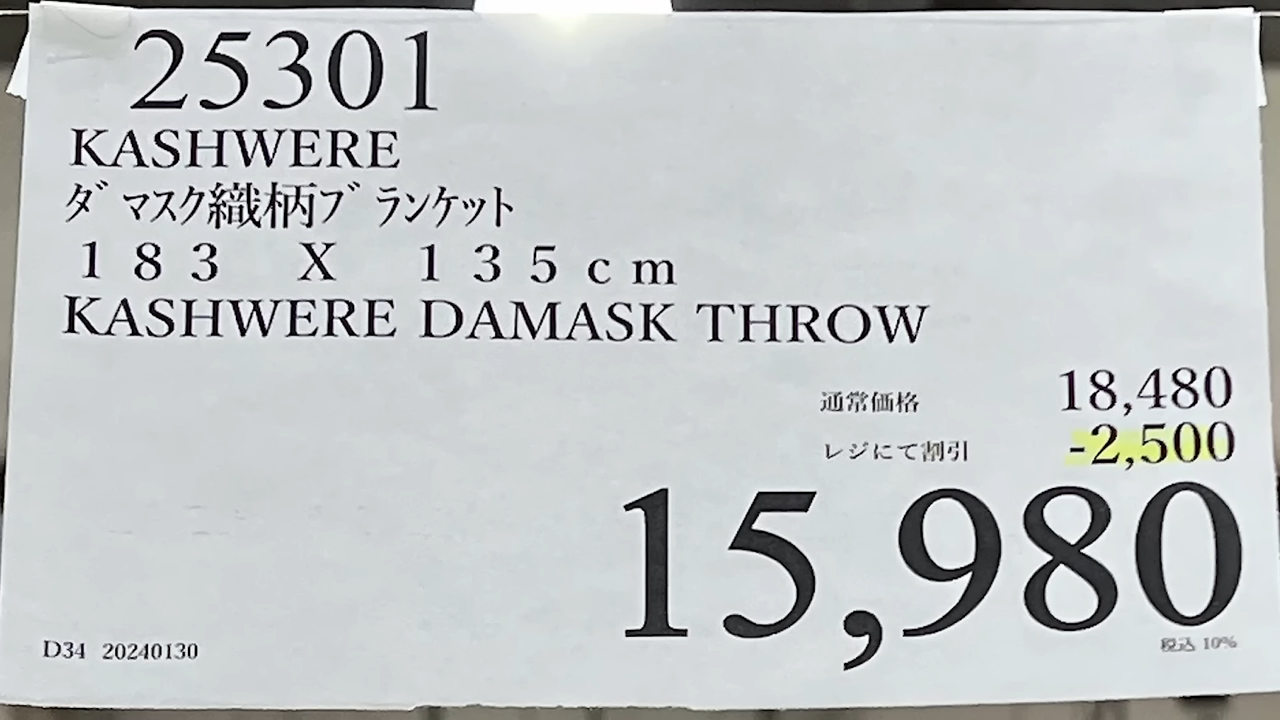 25301
KASHWERE
ダマスク織柄ブランケット
183 X 135cm
KASHWERE DAMASK THROW
通常価格 18,480
レジにて割引 -2,500
15,980
税込 10%
D34 20240130